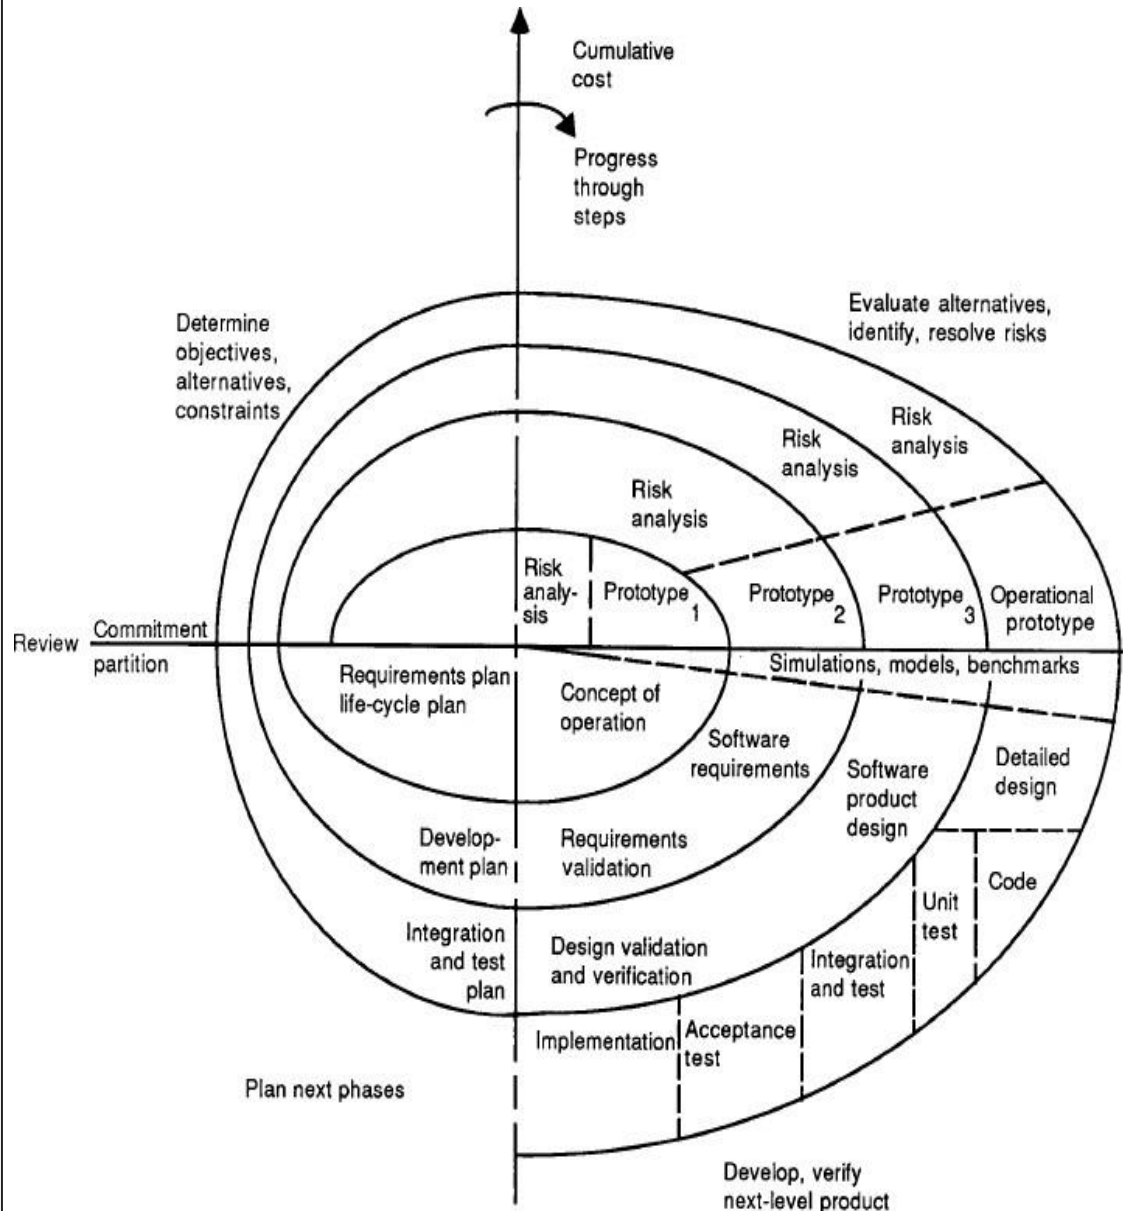 Cumulative
cost
Progress
through
steps
Determine
objectives,
alternatives,
constraints
Evaluate alternatives,
identify, resolve risks
Risk
analysis
Risk
analysis
Risk
analysis
Risk
analy-
sis
Prototype 1
Prototype 2
Prototype 3
Operational
prototype
Review
Commitment
partition
Simulations, models, benchmarks
Requirements plan
life-cycle plan
Concept of
operation
Software
requirements
Software
product
design
Detailed
design
Develop-
ment plan
Requirements
validation
Code
Unit
test
Integration
and test
plan
Design validation
and verification
Integration
and test
Acceptance
test
Implementation
Plan next phases
Develop, verify
next-level product